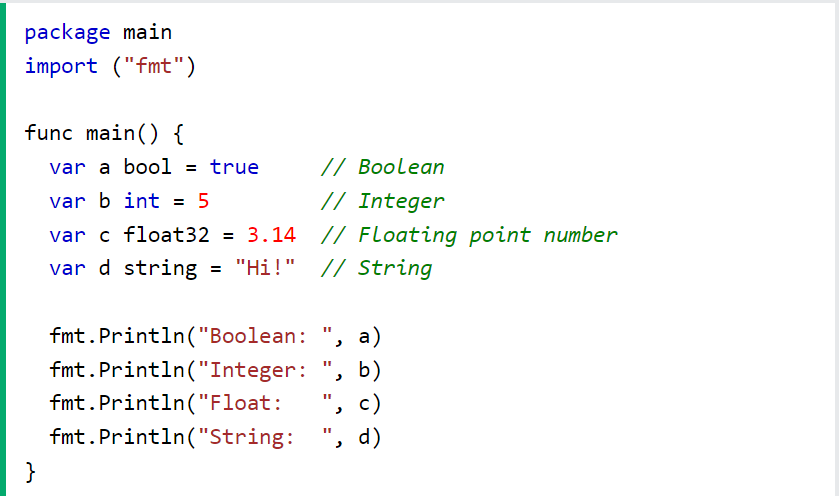 package main
import ("fmt")

func main() {
  var a bool = true     // Boolean
  var b int = 5         // Integer
  var c float32 = 3.14  // Floating point number
  var d string = "Hi!"  // String

  fmt.Println("Boolean: ", a)
  fmt.Println("Integer: ", b)
  fmt.Println("Float:   ", c)
  fmt.Println("String:  ", d)
}